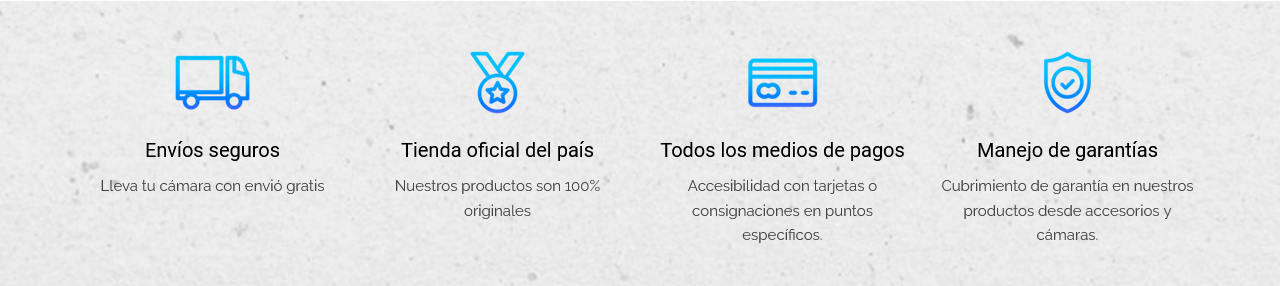 Envíos seguros
Lleva tu cámara con envió gratis
Tienda oficial del país
Nuestros productos son 100%
originales
Todos los medios de pagos
Accesibilidad con tarjetas o
consignaciones en puntos
específicos.
Manejo de garantías
Cubrimiento de garantía en nuestros
productos desde accesorios y
cámaras.